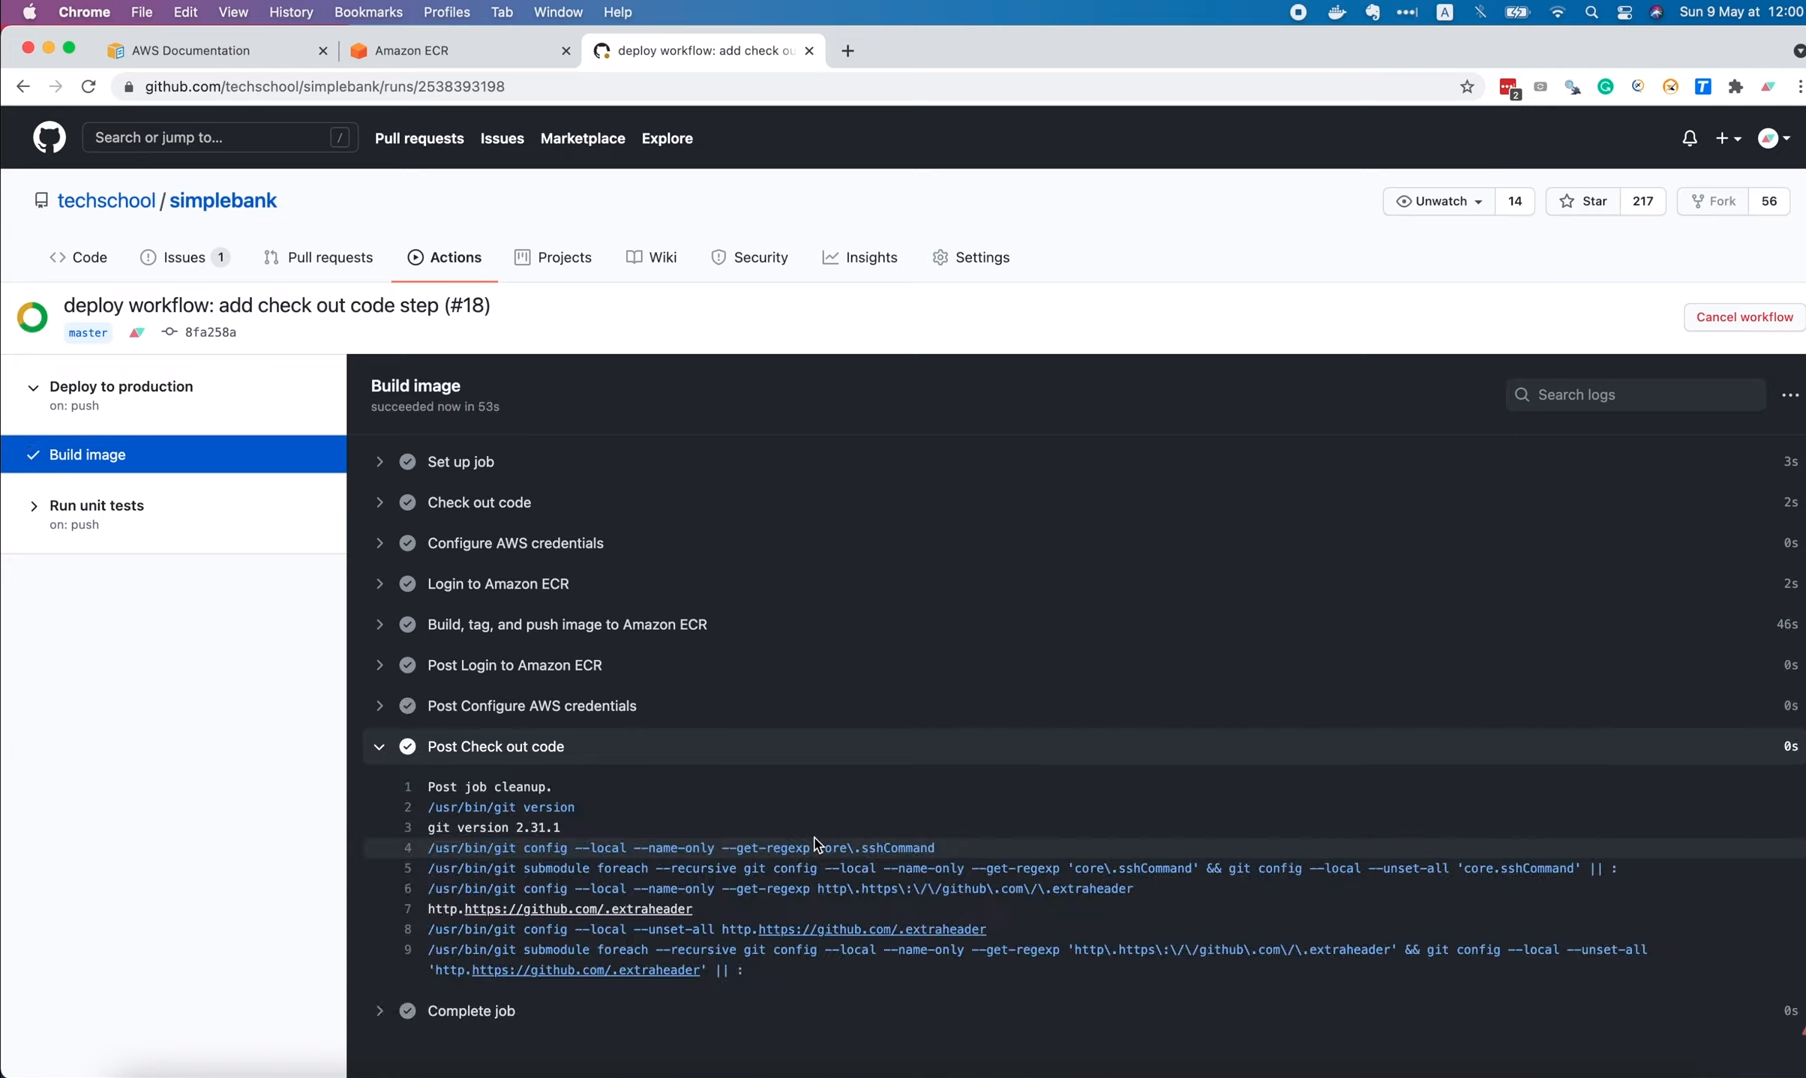 Chrome File Edit View History Bookmarks Profiles Tab Window Help A Sun 9 May at 12:00
AWS Documentation Amazon ECR deploy workflow: add check ou
github.com/techschool/simplebank/runs/2538393198 2 T
Search or jump to... / Pull requests Issues Marketplace Explore
techschool / simplebank Unwatch 14 Star 217 Fork 56
Code Issues 1 Pull requests Actions Projects Wiki Security Insights Settings
deploy workflow: add check out code step (#18)
master 8fa258a Cancel workflow
Deploy to production
on: push
Build image
Run unit tests
on: push
Build image
succeeded now in 53s
Search logs
Set up job 3s
Check out code 2s
Configure AWS credentials 0s
Login to Amazon ECR 2s
Build, tag, and push image to Amazon ECR 46s
Post Login to Amazon ECR 0s
Post Configure AWS credentials 0s
Post Check out code 0s
1 Post job cleanup.
2 /usr/bin/git version
3 git version 2.31.1
4 /usr/bin/git config --local --name-only --get-regexp core\.sshCommand
5 /usr/bin/git submodule foreach --recursive git config --local --name-only --get-regexp 'core\.sshCommand' && git config --local --unset-all 'core.sshCommand' || :
6 /usr/bin/git config --local --name-only --get-regexp http\.https\:\/\/github\.com\/\.extraheader
7 http.https://github.com/.extraheader
8 /usr/bin/git config --local --unset-all http.https://github.com/.extraheader
9 /usr/bin/git submodule foreach --recursive git config --local --name-only --get-regexp 'http\.https\:\/\/github\.com\/\.extraheader' && git config --local --unset-all
'http.https://github.com/.extraheader' || :
Complete job 0s